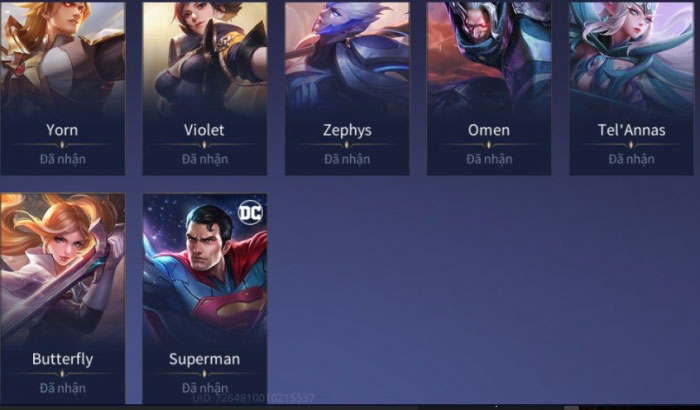 Yorn
Violet
Zephys
Omen
Tel'Annas
Đã nhận
Đã nhận
Đã nhận
Đã nhận
Đã nhận
DC
Butterfly
Superman
Đã nhận
Đã nhận
UID: 7264810010215537